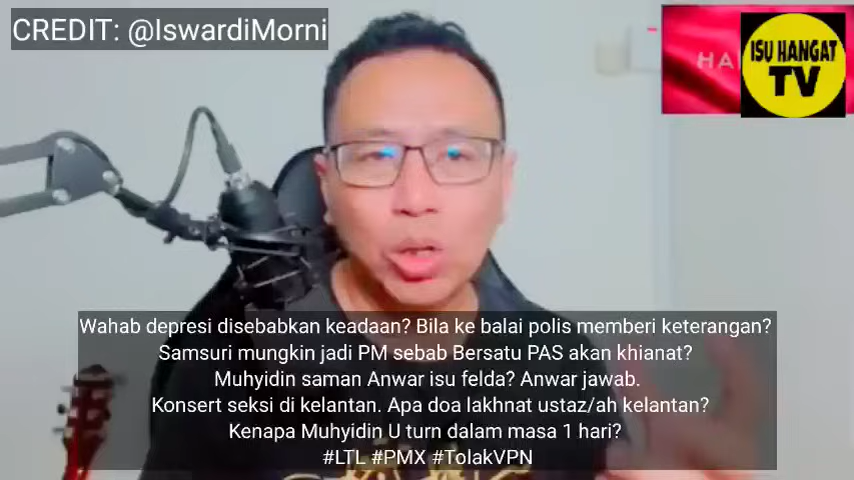 CREDIT: @IswardiMorni
HA
ISU HANGAT
TV
Wahab depresi disebabkan keadaan? Bila ke balai polis memberi keterangan?
Samsuri mungkin jadi PM sebab Bersatu PAS akan khianat?
Muhyidin saman Anwar isu felda? Anwar jawab.
Konsert seksi di kelantan. Apa doa lakhnat ustaz/ah kelantan?
Kenapa Muhyidin U turn dalam masa 1 hari?
#LTL #PMX #TolakVPN